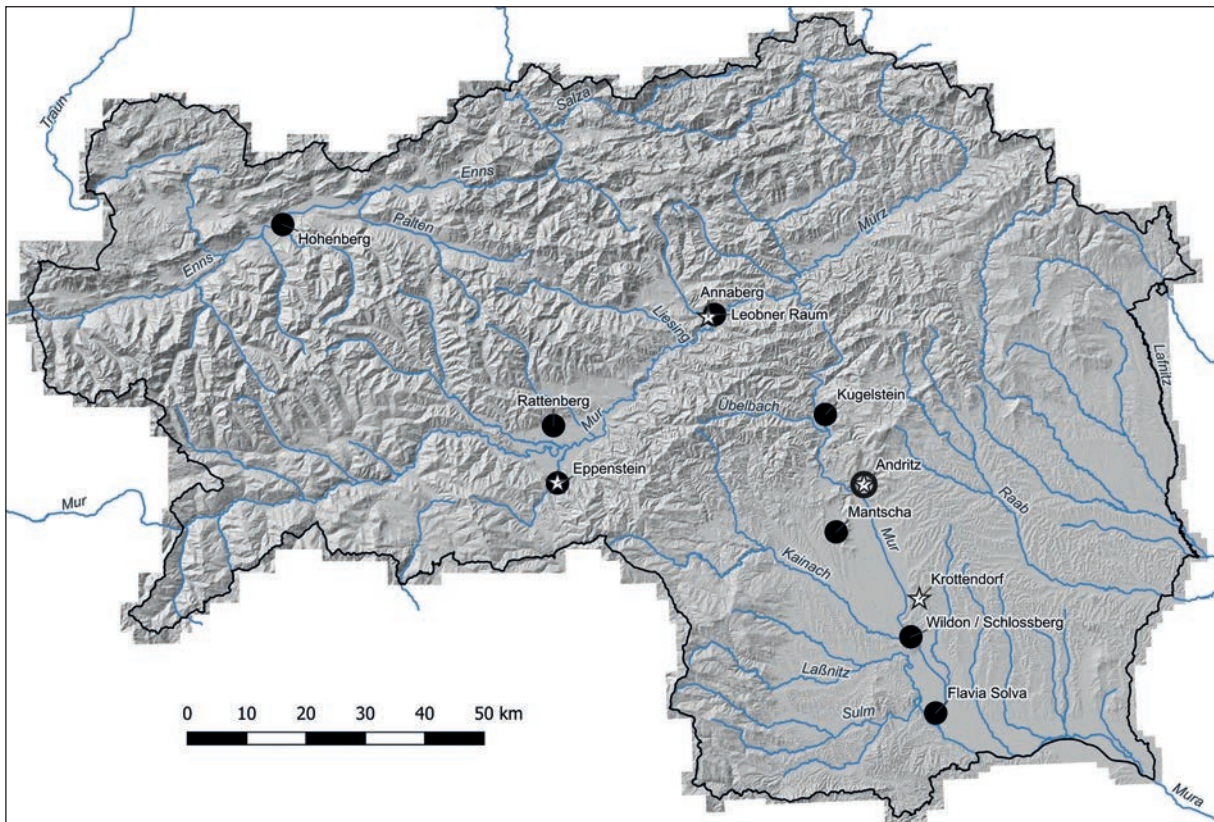 Traun
Salza
Enns
Palten
Hohenberg
Enns
Mürz
Annaberg
Leobner Raum
Liesing
Lafnitz
Rattenberg
Mur
Übelbach
Kugelstein
Eppenstein
Andritz
Raab
Mur
Mantscha
Mur
Kainach
Krottendorf
Wildon / Schlossberg
Laßnitz
Flavia Solva
Sulm
0 10 20 30 40 50 km
Mura